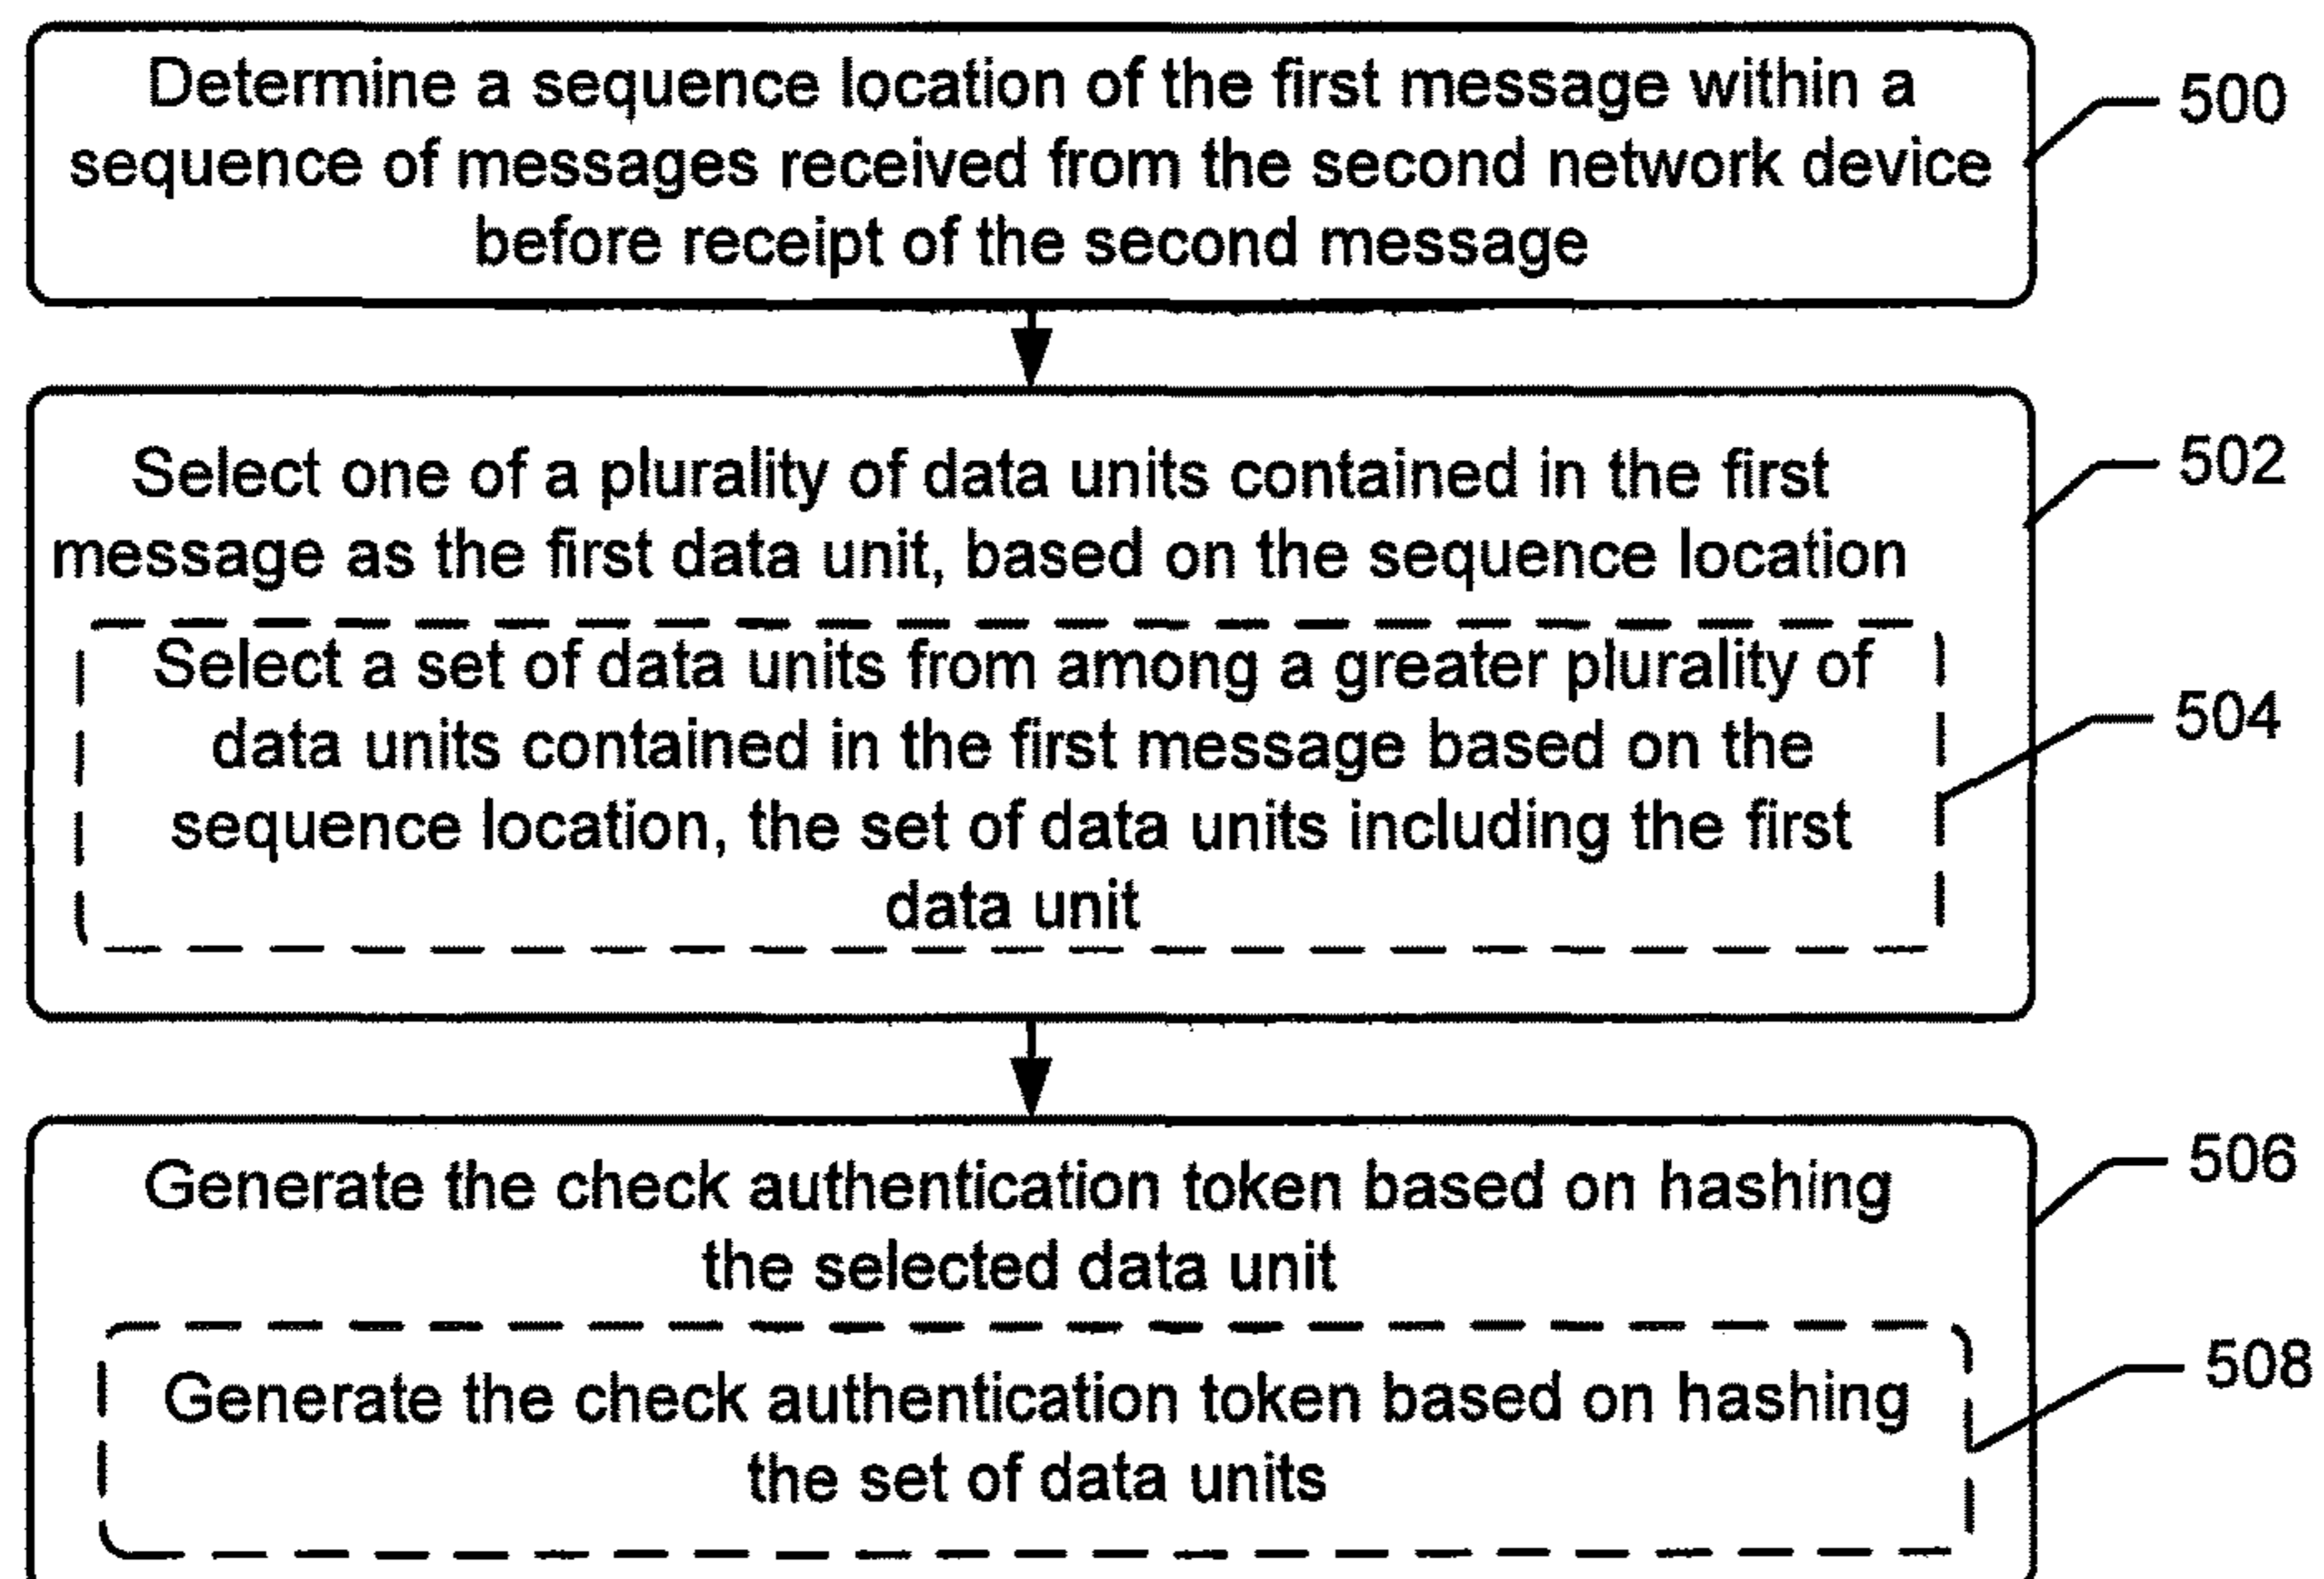 Determine a sequence location of the first message within a
500
sequence of messages received from the second network device
before receipt of the second message
Select one of a plurality of data units contained in the first
502
message as the first data unit, based on the sequence location
Select a set of data units from among a greater plurality of
504
data units contained in the first message based on the
sequence location, the set of data units including the first
data unit
Generate the check authentication token based on hashing
506
the selected data unit
Generate the check authentication token based on hashing
508
the set of data units